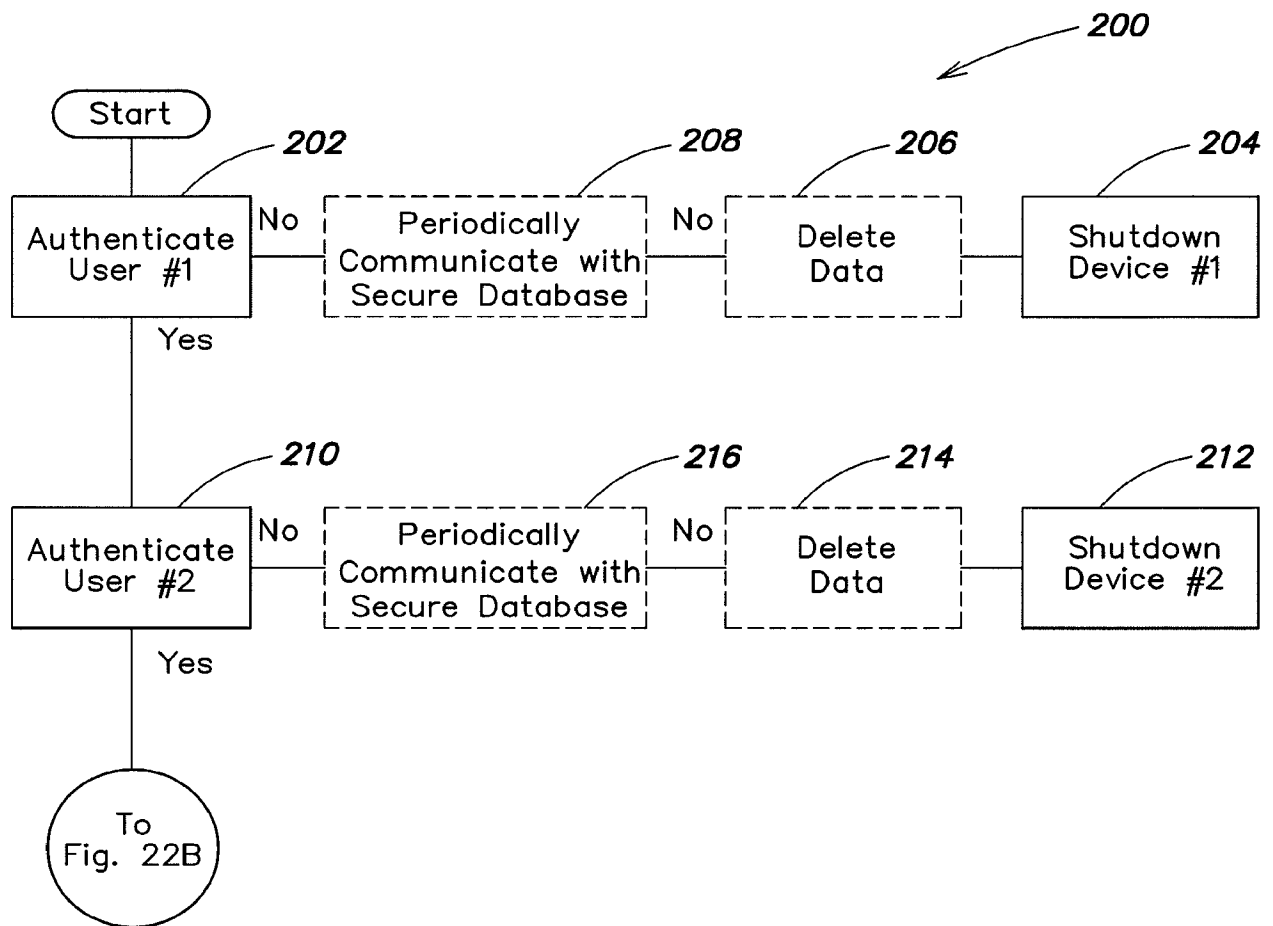 200
Start
202
208
206
204
Authenticate
User #1
No
Periodically
Communicate with
Secure Database
No
Delete
Data
Shutdown
Device #1
Yes
210
216
214
212
Authenticate
User #2
No
Periodically
Communicate with
Secure Database
No
Delete
Data
Shutdown
Device #2
Yes
To
Fig. 22B